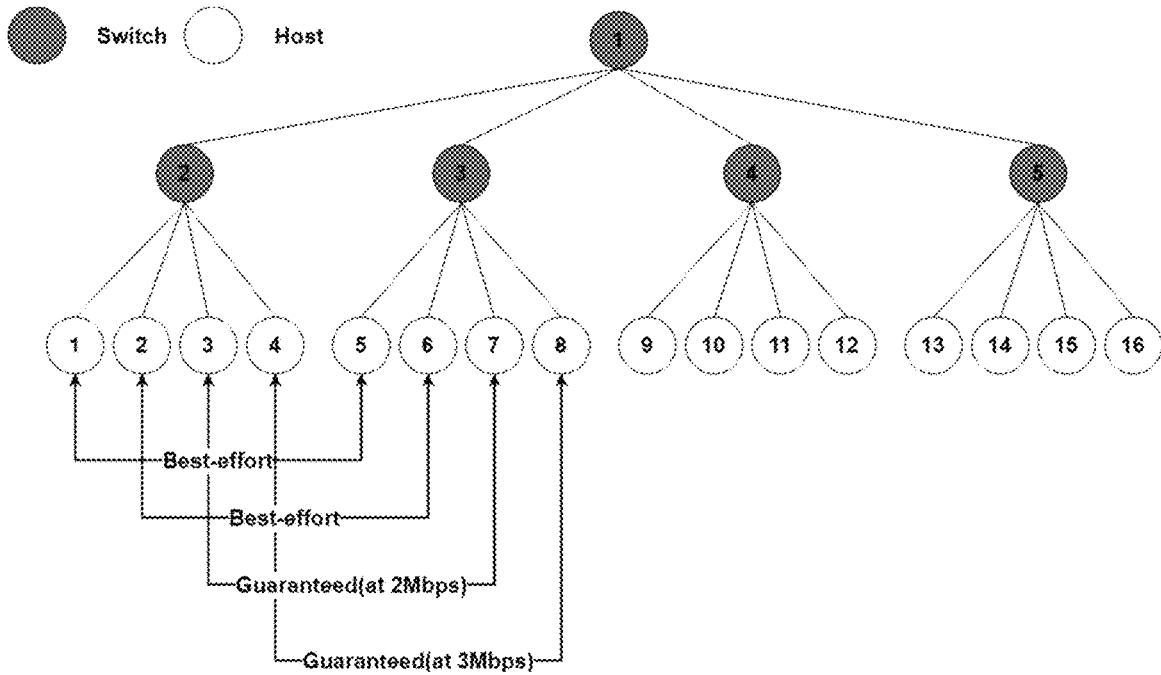 Switch Host
1
2 3 4 5
1 2 3 4 5 6 7 8 9 10 11 12 13 14 15 16
Best-effort
Best-effort
Guaranteed(at 2Mbps)
Guaranteed(at 3Mbps)